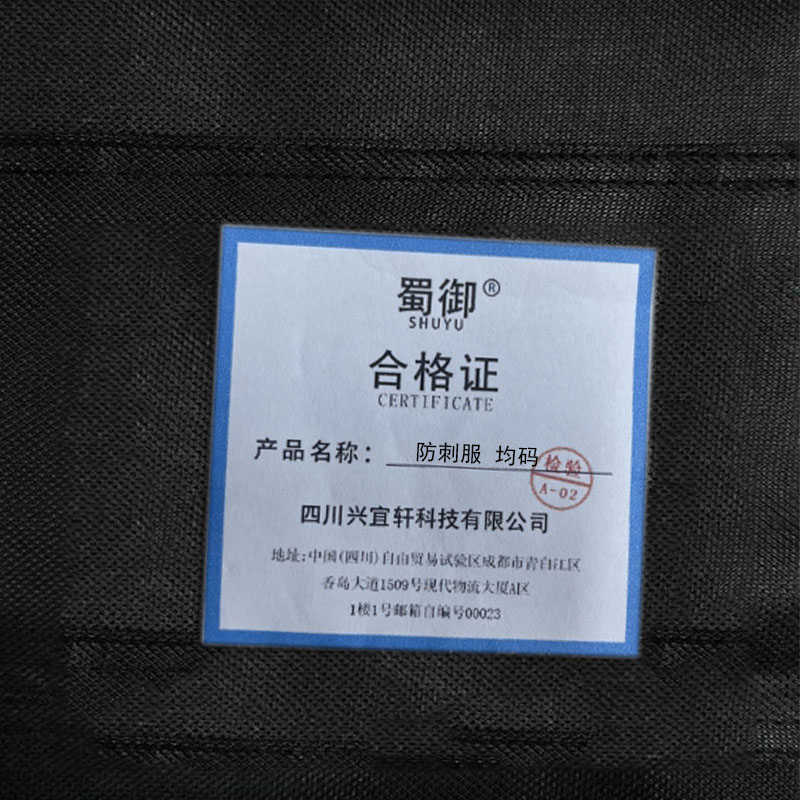 蜀御®
SHUYU
合格证
CERTIFICATE
产品名称： 防刺服 均码
检验
A-02
四川兴宜轩科技有限公司
地址:中国(四川)自由贸易试验区成都市青白江区
香岛大道1509号现代物流大厦A区
1楼1号邮箱自编号00023